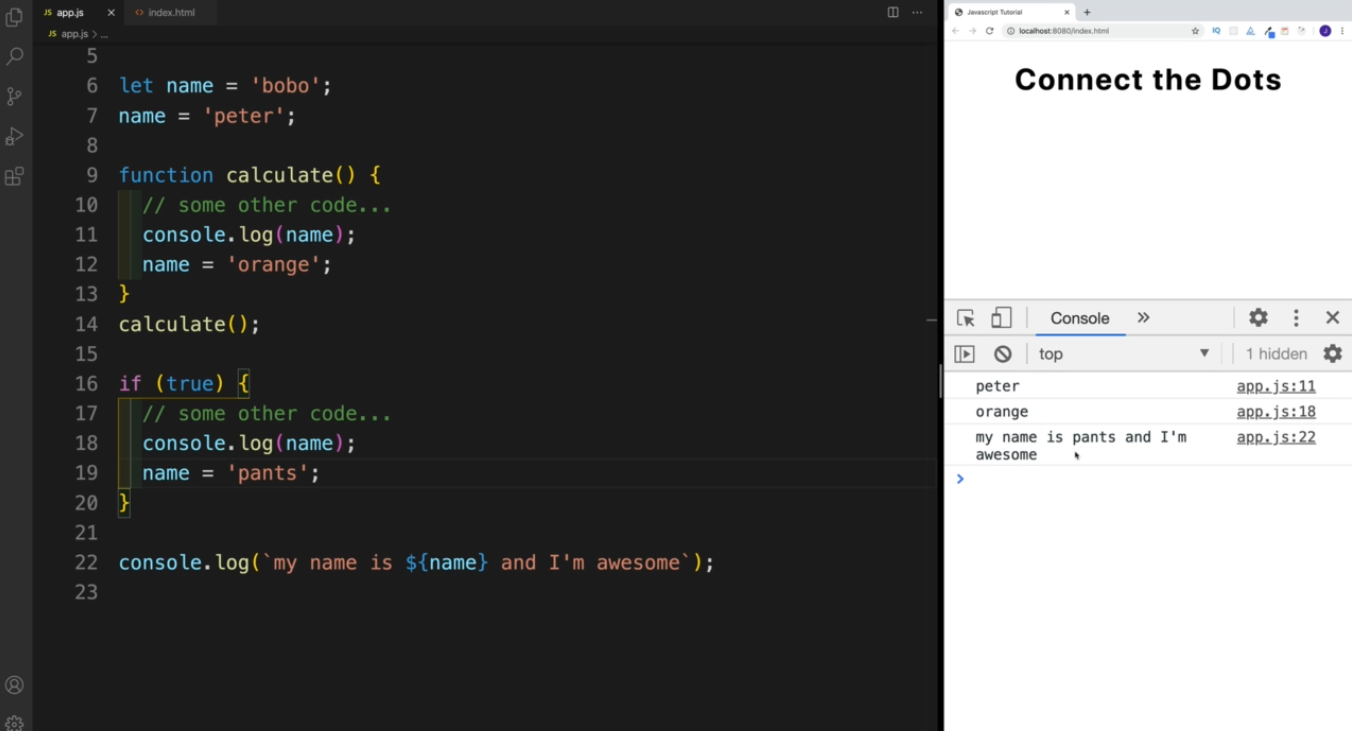 app.js
index.html
app.js > ...
5
6 let name = 'bobo';
7 name = 'peter';
8
9 function calculate() {
10 // some other code...
11 console.log(name);
12 name = 'orange';
13 }
14 calculate();
15
16 if (true) {
17 // some other code...
18 console.log(name);
19 name = 'pants';
20 }
21
22 console.log(`my name is ${name} and I'm awesome`);
23
Javascript Tutorial
localhost:8080/index.html
Connect the Dots
Console
top
1 hidden
peter app.js:11
orange app.js:18
my name is pants and I'm app.js:22
awesome